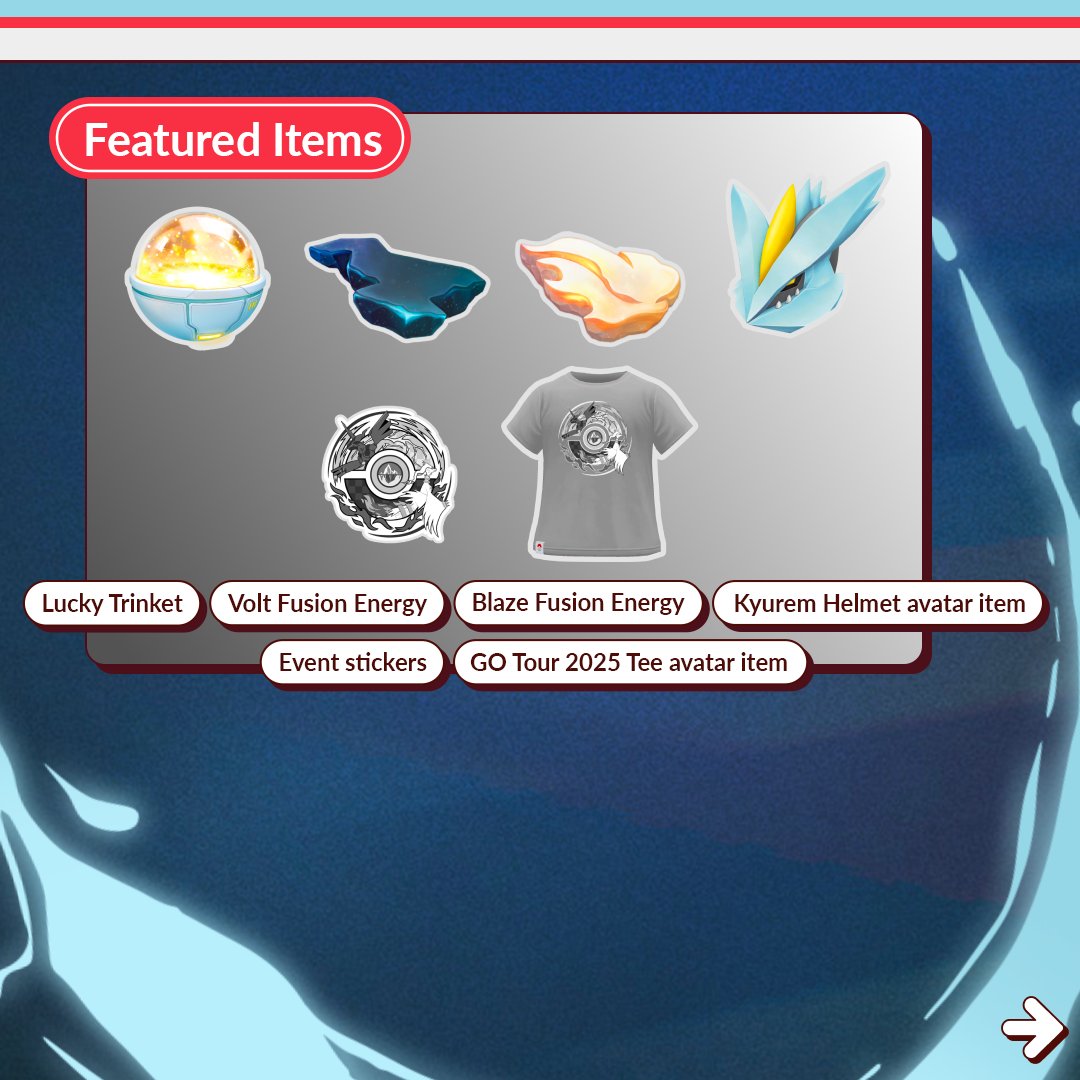 Featured Items
Lucky Trinket
Volt Fusion Energy
Blaze Fusion Energy
Kyurem Helmet avatar item
Event stickers
GO Tour 2025 Tee avatar item